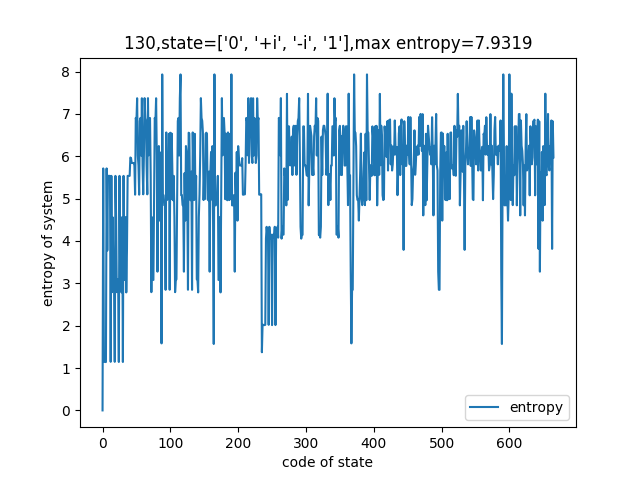 130,state=['0', '+i', '-i', '1'],max entropy=7.9319
8
7
6
5
4
3
2
1
0
entropy of system
0 100 200 300 400 500 600
code of state
entropy